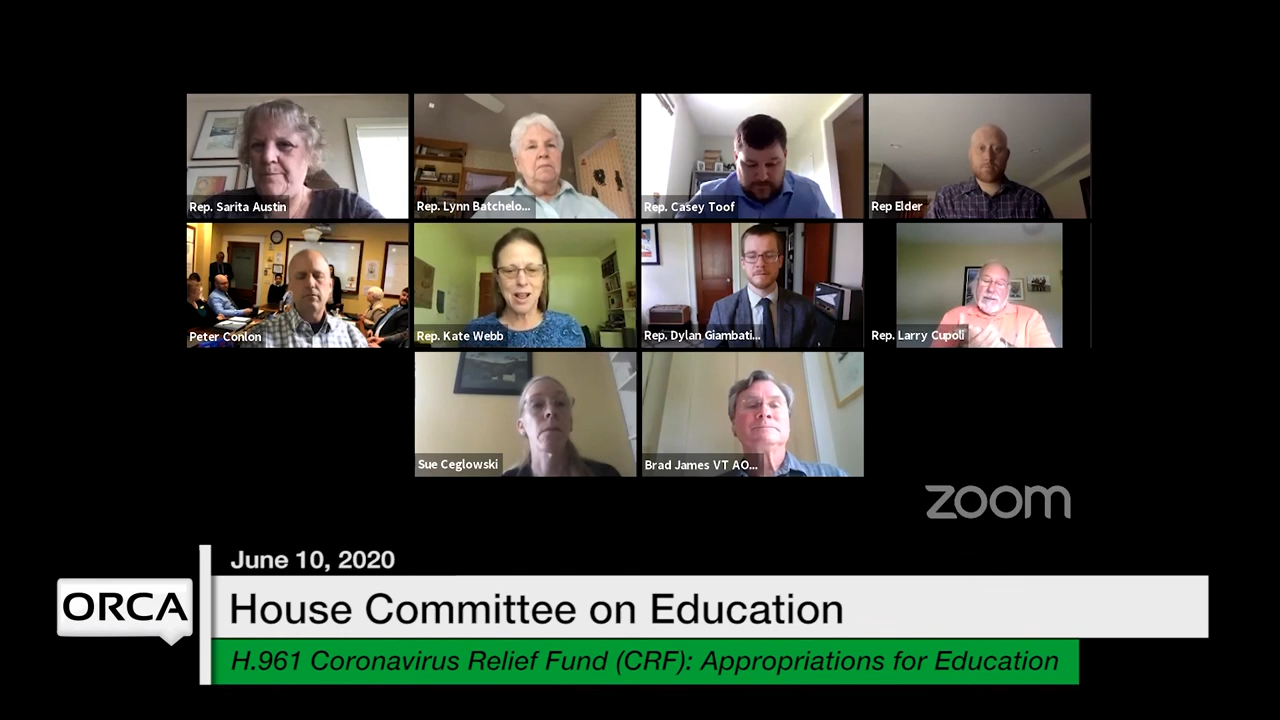 Rep. Sarita Austin
Rep. Lynn Batchelo...
Rep. Casey Toof
Rep Elder
Peter Conlon
Rep. Kate Webb
Rep. Dylan Giambati...
Rep. Larry Cupoli
Sue Ceglowski
Brad James VT AO...
zoom
June 10, 2020
ORCA
House Committee on Education
H.961 Coronavirus Relief Fund (CRF): Appropriations for Education